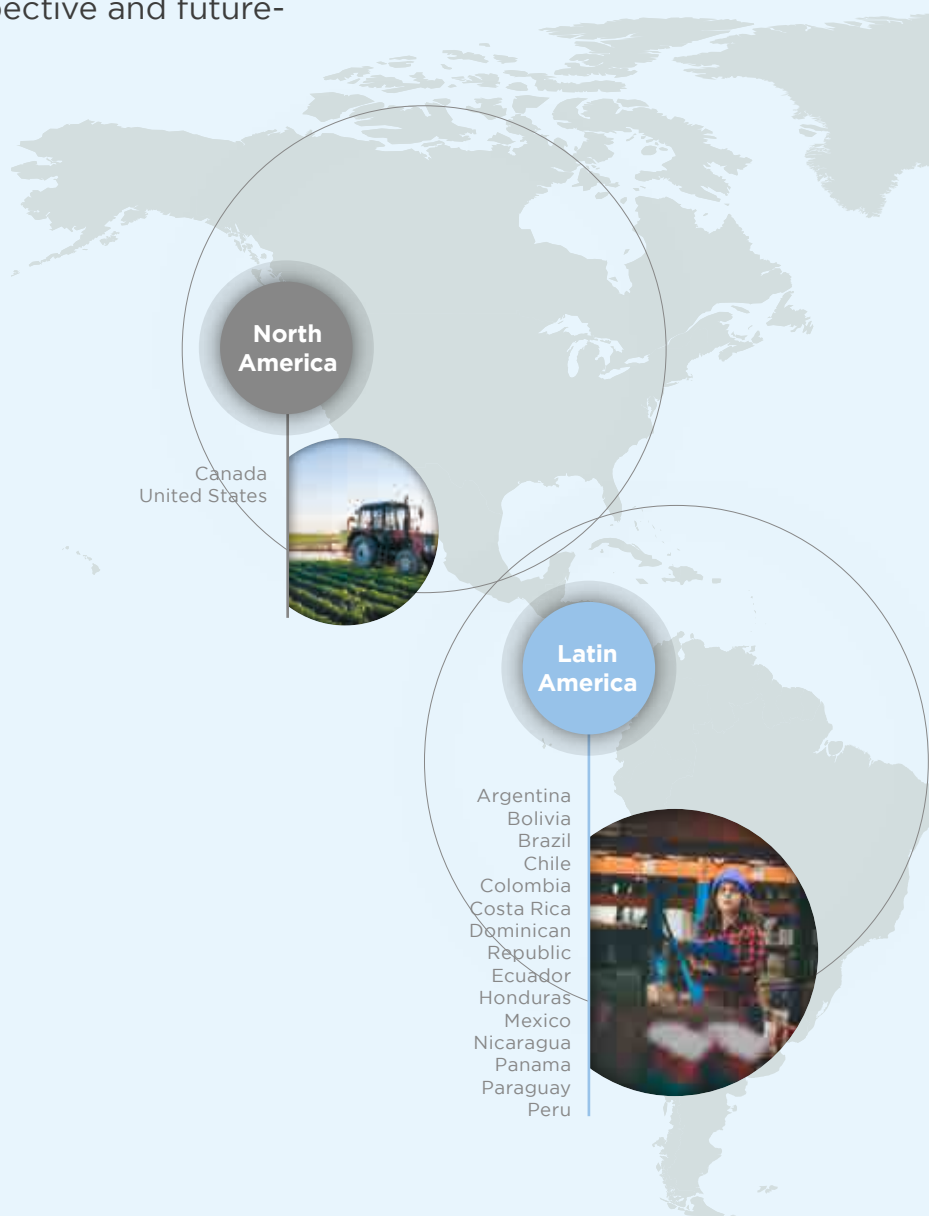 pective and future-
North
America
Canada
United States
Latin
America
Argentina
Bolivia
Brazil
Chile
Colombia
Costa Rica
Dominican
Republic
Ecuador
Honduras
Mexico
Nicaragua
Panama
Paraguay
Peru